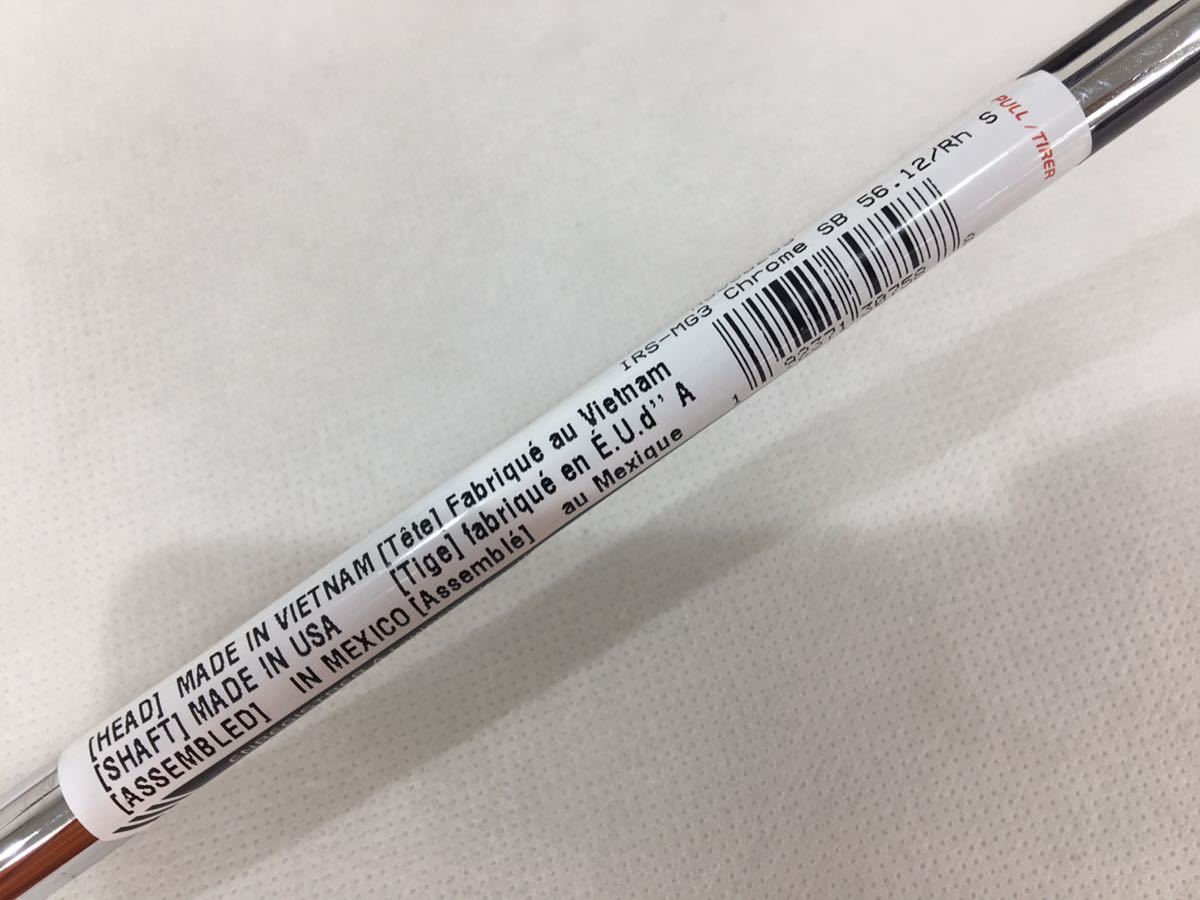 PULL / TIRER
IRS-MG3 Chrome SB 56.12/Rh S
1
[HEAD] MADE IN VIETNAM [Tête] Fabriqué au Vietnam
[SHAFT] MADE IN USA [Tige] fabriqué en É.U.d'' A
[ASSEMBLED] IN MEXICO [Assemblé] au Mexique